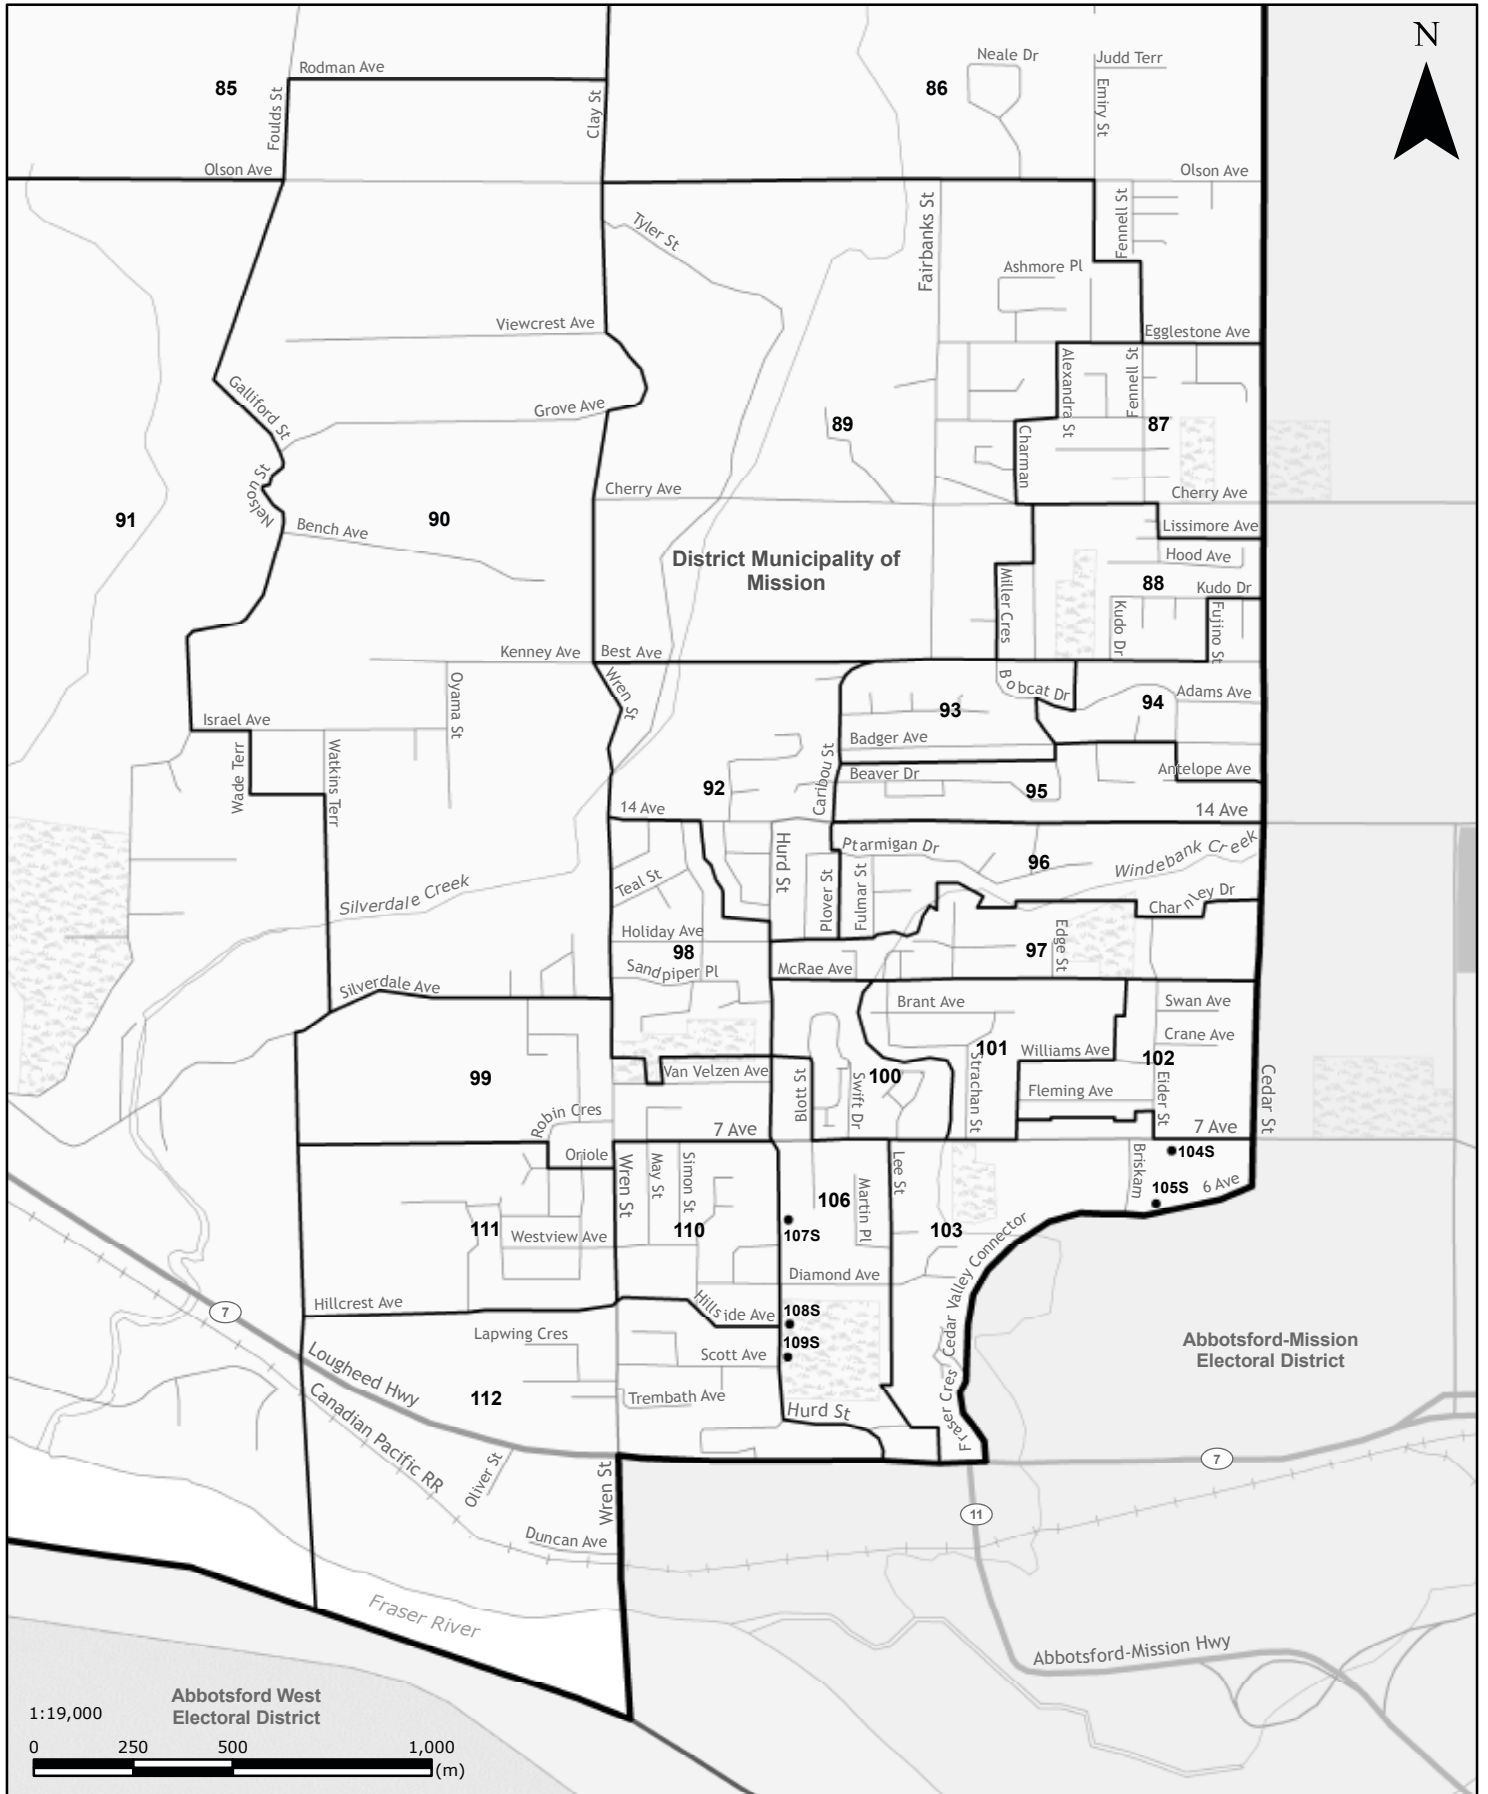 N
Neale Dr
Judd Terr
Rodman Ave
85
86
Foulds St
Clay St
Emiry St
Olson Ave
Olson Ave
Tyler St
Fairbanks St
Fennell St
Ashmore Pl
Viewcrest Ave
Egglestone Ave
Galliford St
Grove Ave
Alexandra St
Fennell St
89
87
Charman
Nelson St
Cherry Ave
Cherry Ave
91
90
Bench Ave
Lissimore Ave
District Municipality of
Mission
Hood Ave
88
Miller Cres
Kudo Dr
Kudo Dr
Fujino St
Kenney Ave
Best Ave
Wren St
Oyama St
Bobcat Dr
Adams Ave
94
93
Israel Ave
Badger Ave
Wade Terr
Watkins Terr
Caribou St
Beaver Dr
Antelope Ave
92
95
14 Ave
14 Ave
Hurd St
Ptarmigan Dr
Windebank Creek
96
Teal St
Silverdale Creek
Plover St
Fulmar St
Charnley Dr
Holiday Ave
98
Edge St
97
Sandpiper Pl
McRae Ave
Silverdale Ave
Brant Ave
Swan Ave
Crane Ave
101
Williams Ave
102
Van Velzen Ave
100
99
Blott St
Swift Dr
Strachan St
Fleming Ave
Eider St
Cedar St
Robin Cres
7 Ave
7 Ave
Oriole
Wren St
May St
Simon St
Lee St
Briskam
104S
105S
6 Ave
106
Martin Pl
111
110
107S
103
Westview Ave
Cedar Valley Connector
Diamond Ave
Hillcrest Ave
Hillside Ave
108S
7
Lapwing Cres
109S
Abbotsford-Mission
Electoral District
Lougheed Hwy
Scott Ave
Fraser Cres
112
Trembath Ave
Canadian Pacific RR
Hurd St
7
Oliver St
Wren St
11
Duncan Ave
Fraser River
Abbotsford-Mission Hwy
Abbotsford West
Electoral District
1:19,000
0 250 500 1,000
(m)